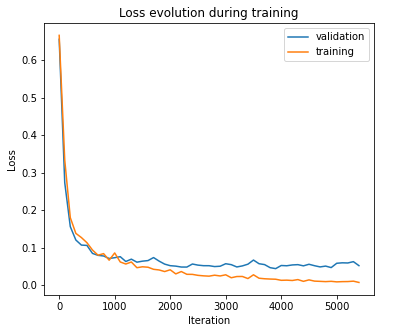 Loss evolution during training
validation
training
0.6
0.5
0.4
0.3
0.2
0.1
0.0
Loss
0 1000 2000 3000 4000 5000
Iteration